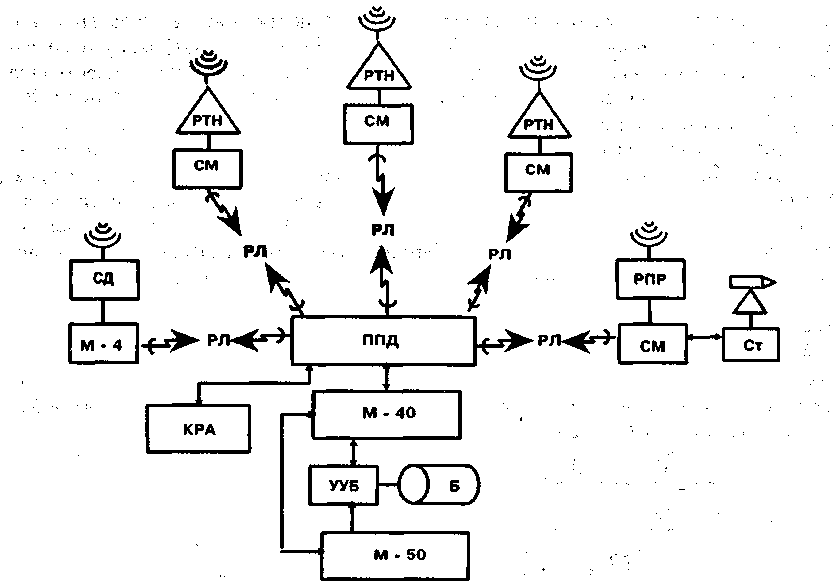 РТН
РТН
РТН
СМ
СМ
СМ
РЛ
РЛ
РЛ
СД
РПР
М - 4
РЛ
ППД
РЛ
СМ
Ст
КРА
М - 40
УУБ
Б
М - 50